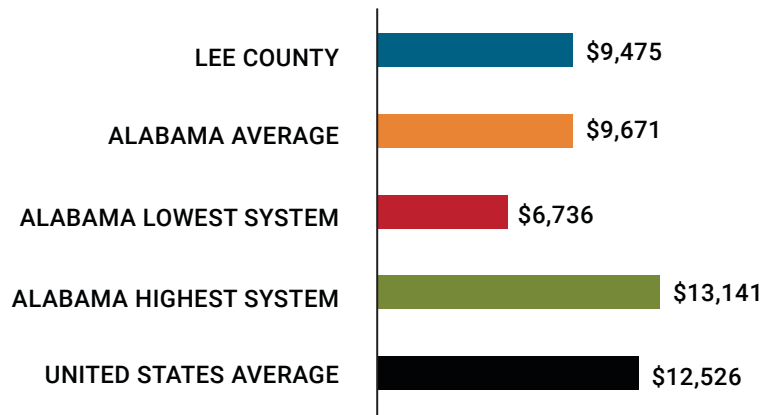 LEE COUNTY $9,475
ALABAMA AVERAGE $9,671
ALABAMA LOWEST SYSTEM $6,736
ALABAMA HIGHEST SYSTEM $13,141
UNITED STATES AVERAGE $12,526